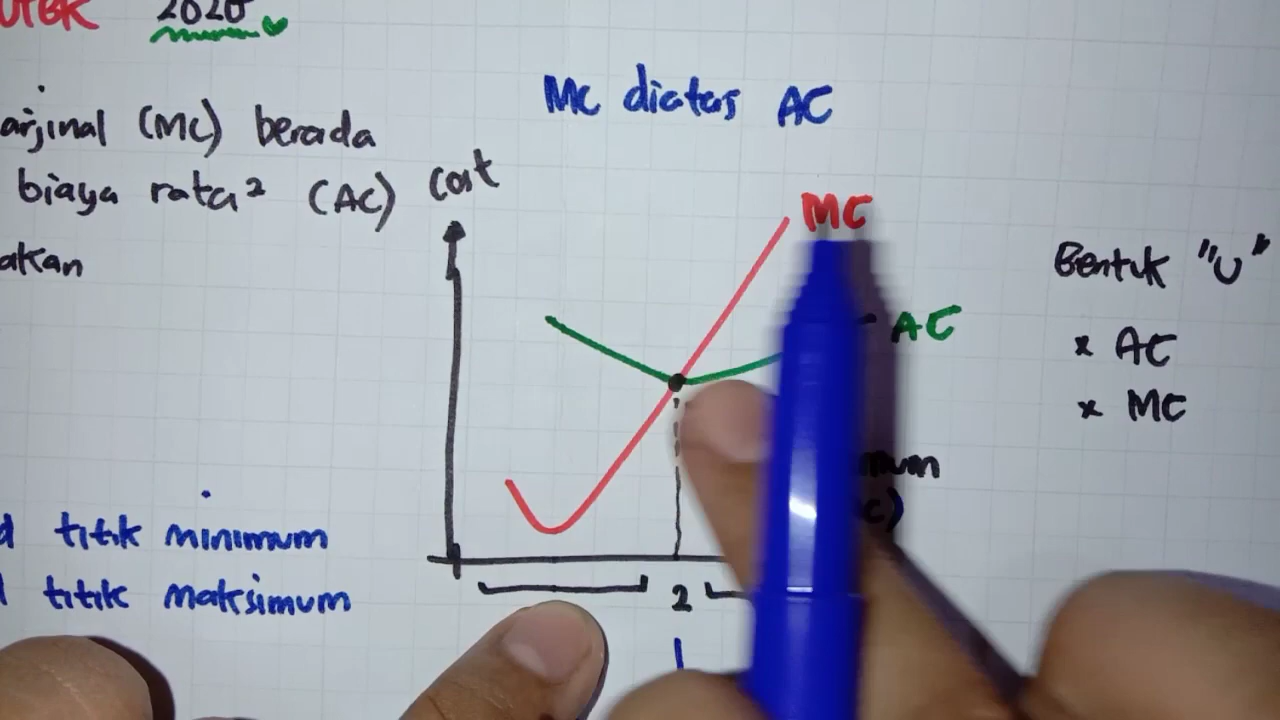 2020
arjinal (MC) berada
biaya rata² (AC)
akan
titik minimum
titik maksimum
MC diatas AC
Cost
MC
AC
2
Bentuk "U"
x AC
x MC